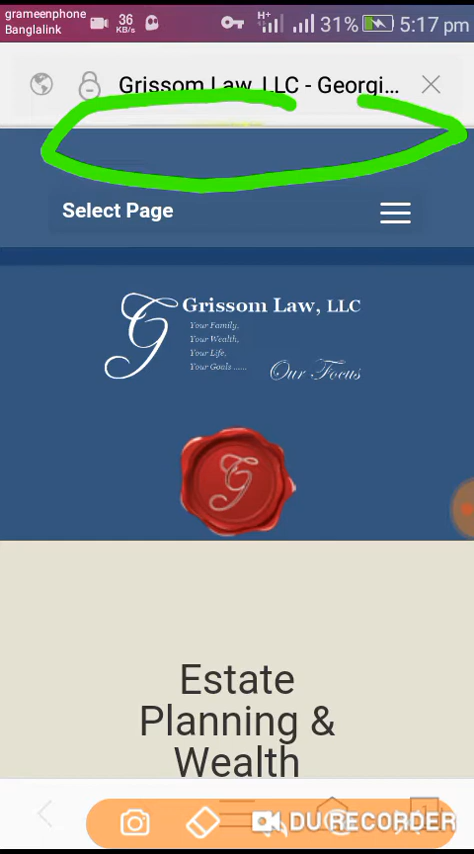 grameenphone
Banglalink
36
KB/s
H+
31%
5:17 pm
Grissom Law, LLC - Georgi...
Select Page
G
Grissom Law, LLC
Your Family,
Your Wealth,
Your Life,
Your Goals ......
Our Focus
G
Estate
Planning &
Wealth
DU RECORDER